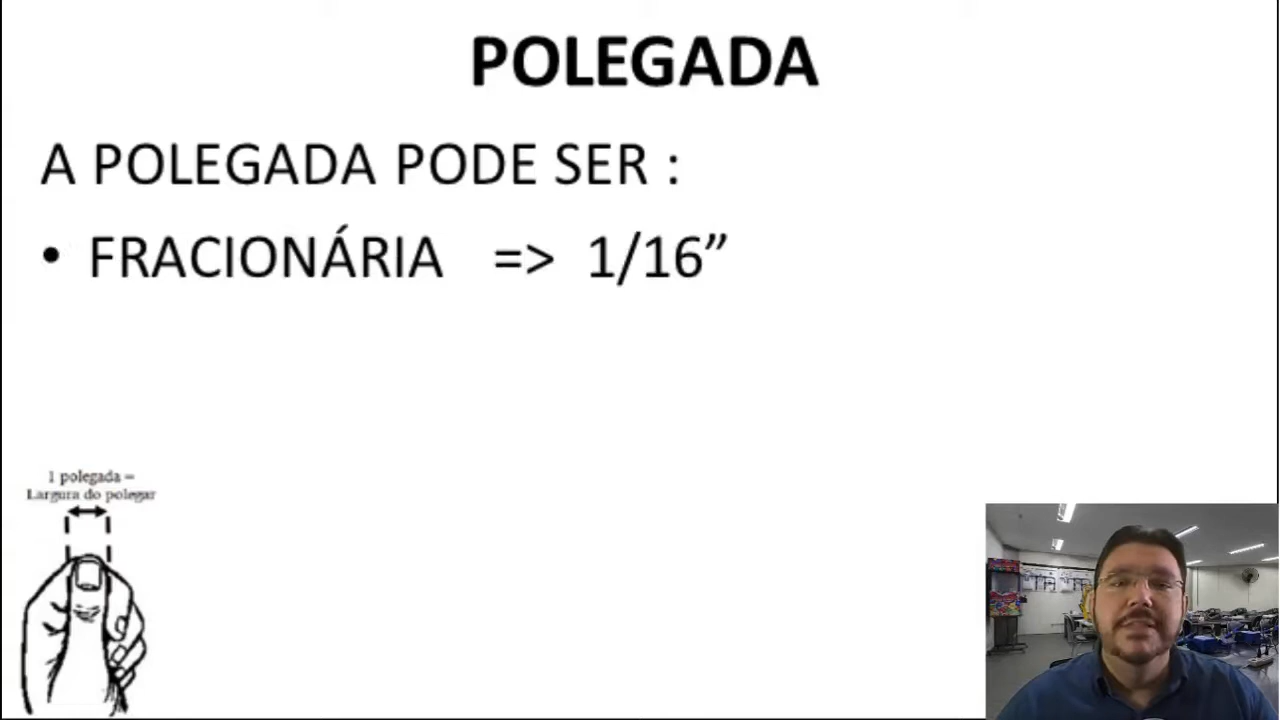 POLEGADA
A POLEGADA PODE SER :
• FRACIONÁRIA => 1/16”
1 polegada =
Largura do polegar